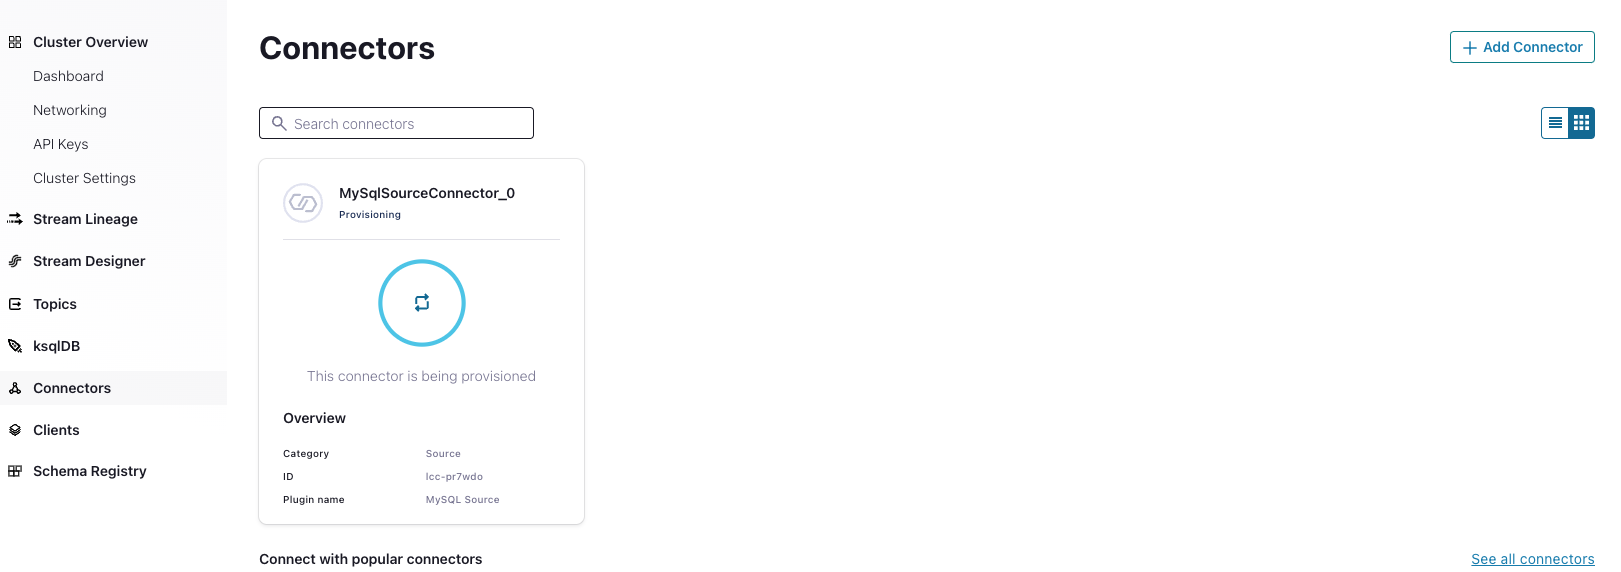 Cluster Overview
Dashboard
Networking
API Keys
Cluster Settings
Stream Lineage
Stream Designer
Topics
ksqlDB
Connectors
Clients
Schema Registry
Connectors
Add Connector
Search connectors
MySqlSourceConnector_0
Provisioning
This connector is being provisioned
Overview
Category Source
ID lcc-pr7wdo
Plugin name MySQL Source
Connect with popular connectors
See all connectors